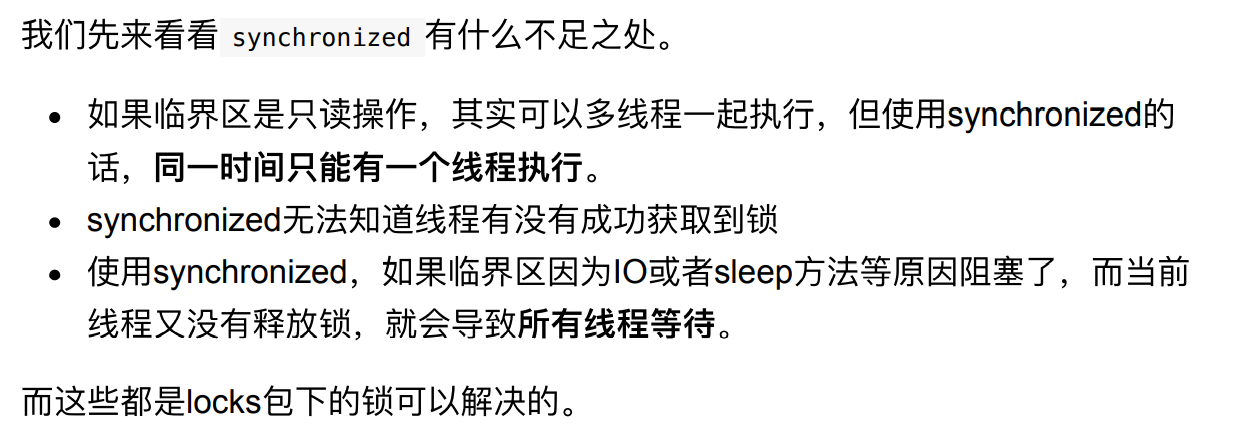 我们先来看看 synchronized 有什么不足之处。
• 如果临界区是只读操作，其实可以多线程一起执行，但使用synchronized的
话，同一时间只能有一个线程执行。
• synchronized无法知道线程有没有成功获取到锁
• 使用synchronized，如果临界区因为IO或者sleep方法等原因阻塞了，而当前
线程又没有释放锁，就会导致所有线程等待。
而这些都是locks包下的锁可以解决的。